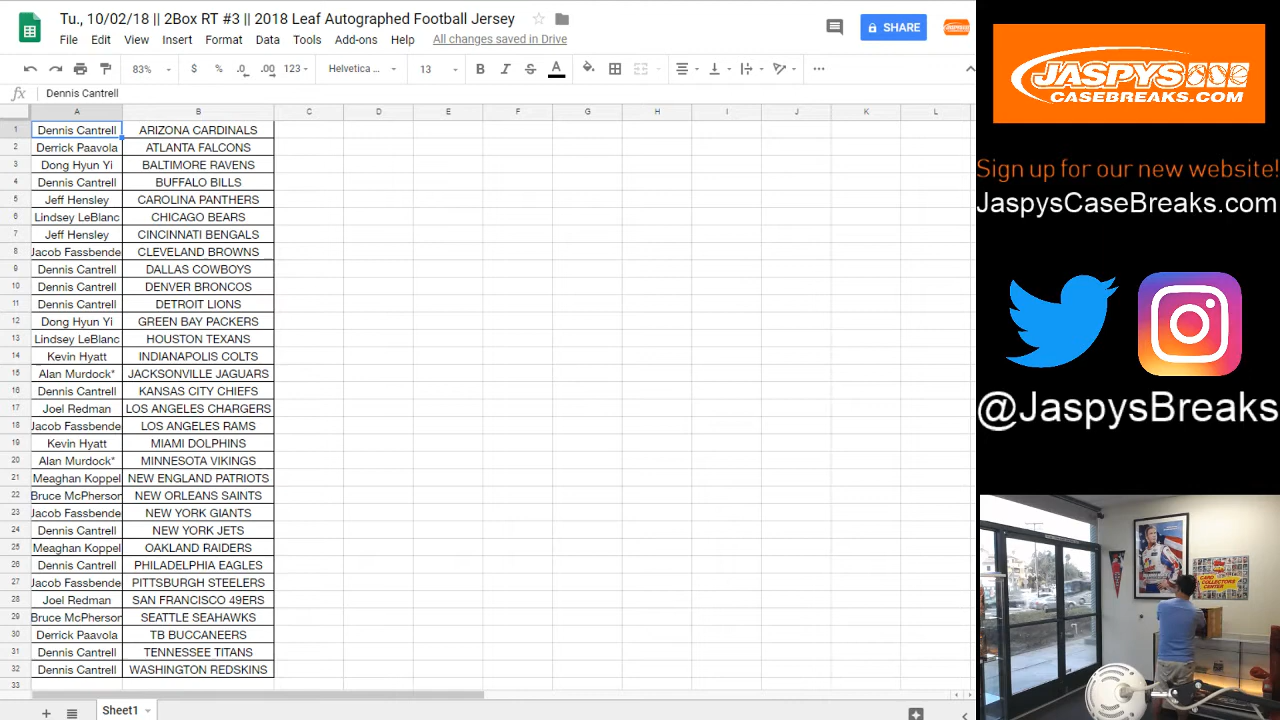 Tu., 10/02/18 || 2Box RT #3 || 2018 Leaf Autographed Football Jersey
SHARE
File Edit View Insert Format Data Tools Add-ons Help All changes saved in Drive
83% $ % .0 .00 123 Helvetica ... 13 B I S A
fx Dennis Cantrell
A B C D E F G H I J K L
1 Dennis Cantrell ARIZONA CARDINALS
2 Derrick Paavola ATLANTA FALCONS
3 Dong Hyun Yi BALTIMORE RAVENS
4 Dennis Cantrell BUFFALO BILLS
5 Jeff Hensley CAROLINA PANTHERS
6 Lindsey LeBlanc CHICAGO BEARS
7 Jeff Hensley CINCINNATI BENGALS
8 Jacob Fassbende CLEVELAND BROWNS
9 Dennis Cantrell DALLAS COWBOYS
10 Dennis Cantrell DENVER BRONCOS
11 Dennis Cantrell DETROIT LIONS
12 Dong Hyun Yi GREEN BAY PACKERS
13 Lindsey LeBlanc HOUSTON TEXANS
14 Kevin Hyatt INDIANAPOLIS COLTS
15 Alan Murdock* JACKSONVILLE JAGUARS
16 Dennis Cantrell KANSAS CITY CHIEFS
17 Joel Redman LOS ANGELES CHARGERS
18 Jacob Fassbende LOS ANGELES RAMS
19 Kevin Hyatt MIAMI DOLPHINS
20 Alan Murdock* MINNESOTA VIKINGS
21 Meaghan Koppel NEW ENGLAND PATRIOTS
22 Bruce McPherson NEW ORLEANS SAINTS
23 Jacob Fassbende NEW YORK GIANTS
24 Dennis Cantrell NEW YORK JETS
25 Meaghan Koppel OAKLAND RAIDERS
26 Dennis Cantrell PHILADELPHIA EAGLES
27 Jacob Fassbende PITTSBURGH STEELERS
28 Joel Redman SAN FRANCISCO 49ERS
29 Bruce McPherson SEATTLE SEAHAWKS
30 Derrick Paavola TB BUCCANEERS
31 Dennis Cantrell TENNESSEE TITANS
32 Dennis Cantrell WASHINGTON REDSKINS
33
Sheet1
JASPYS
CASEBREAKS.COM
Sign up for our new website!
JaspysCaseBreaks.com
@JaspysBreaks
CARD
COLLECTORS
CENTER